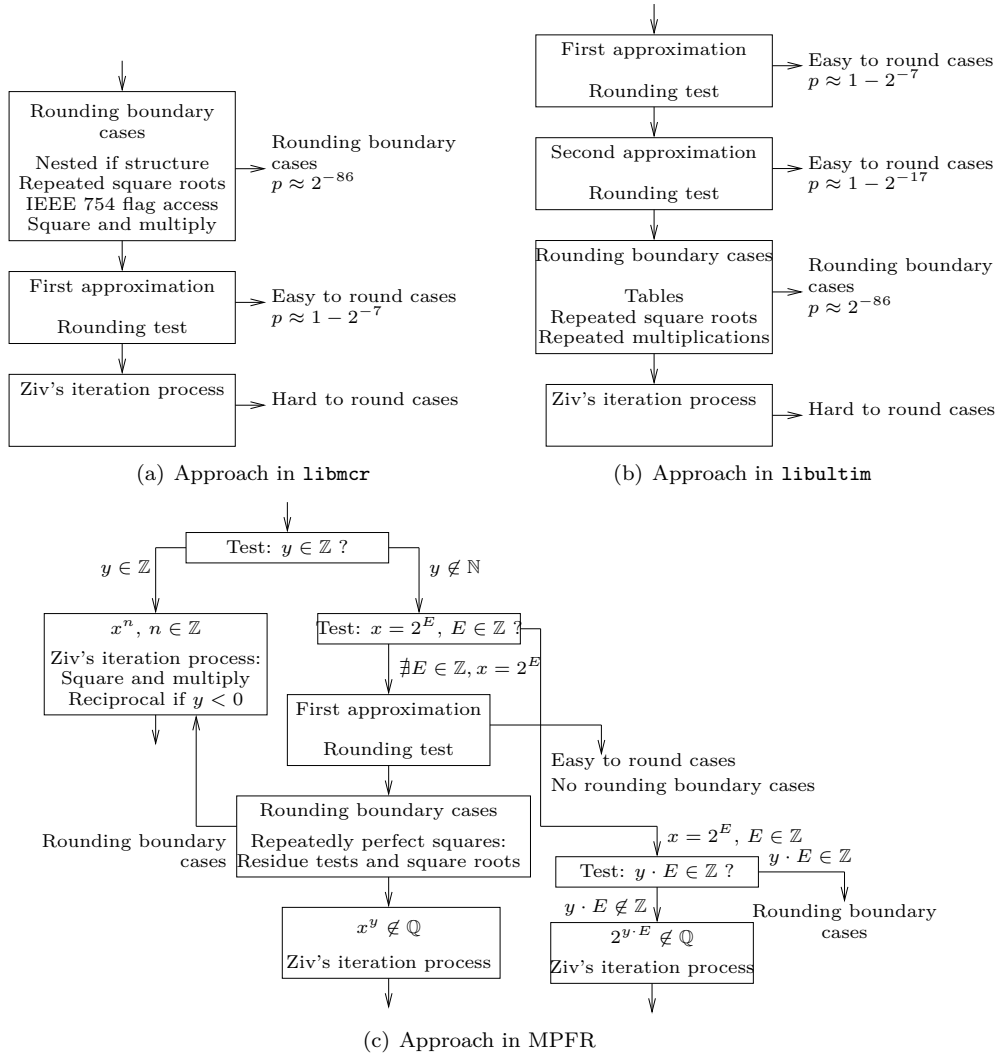 Rounding boundary
cases
Nested if structure
Repeated square roots
IEEE 754 flag access
Square and multiply
Rounding boundary
cases
p ≈ 2^{−86}
First approximation
Rounding test
Easy to round cases
p ≈ 1 − 2^{−7}
Ziv's iteration process
Hard to round cases
(a) Approach in libmcr
First approximation
Rounding test
Easy to round cases
p ≈ 1 − 2^{−7}
Second approximation
Rounding test
Easy to round cases
p ≈ 1 − 2^{−17}
Rounding boundary cases
Tables
Repeated square roots
Repeated multiplications
Rounding boundary
cases
p ≈ 2^{−86}
Ziv's iteration process
Hard to round cases
(b) Approach in libultim
Test: y ∈ ℤ ?
y ∈ ℤ
y ∉ ℕ
x^n, n ∈ ℤ
Ziv's iteration process:
Square and multiply
Reciprocal if y < 0
Test: x = 2^E, E ∈ ℤ ?
∄E ∈ ℤ, x = 2^E
First approximation
Rounding test
Easy to round cases
No rounding boundary cases
Rounding boundary cases
Repeatedly perfect squares:
Residue tests and square roots
Rounding boundary
cases
x = 2^E, E ∈ ℤ
Test: y · E ∈ ℤ ?
y · E ∈ ℤ
y · E ∉ ℤ
Rounding boundary
cases
x^y ∉ ℚ
Ziv's iteration process
2^{y·E} ∉ ℚ
Ziv's iteration process
(c) Approach in MPFR